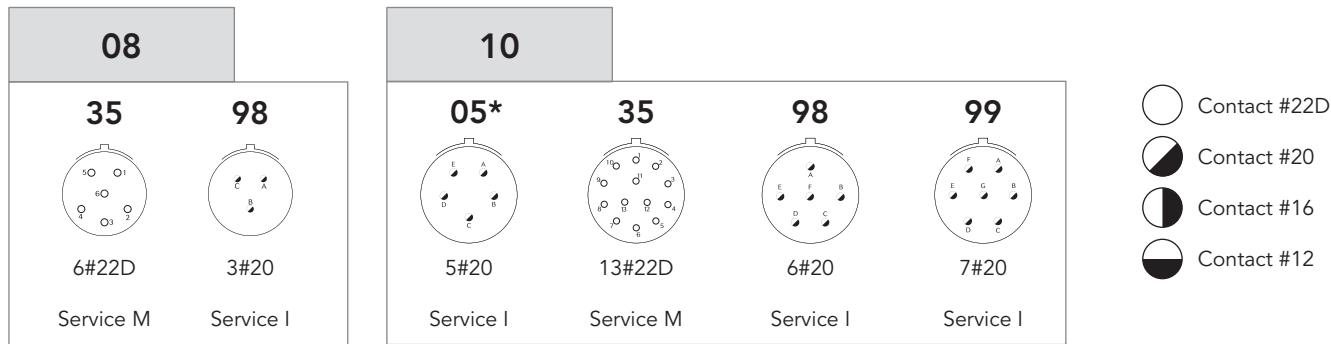 08
10
35 98
05* 35 98 99
5 1
6
4 2
3
C A
B
E A
D B
C
10 1 2
9 11 3
8 13 12 4
7 6 5
A
E F B
D C
F A
E G B
D C
6#22D 3#20
5#20 13#22D 6#20 7#20
Service M Service I
Service I Service M Service I Service I
Contact #22D
Contact #20
Contact #16
Contact #12